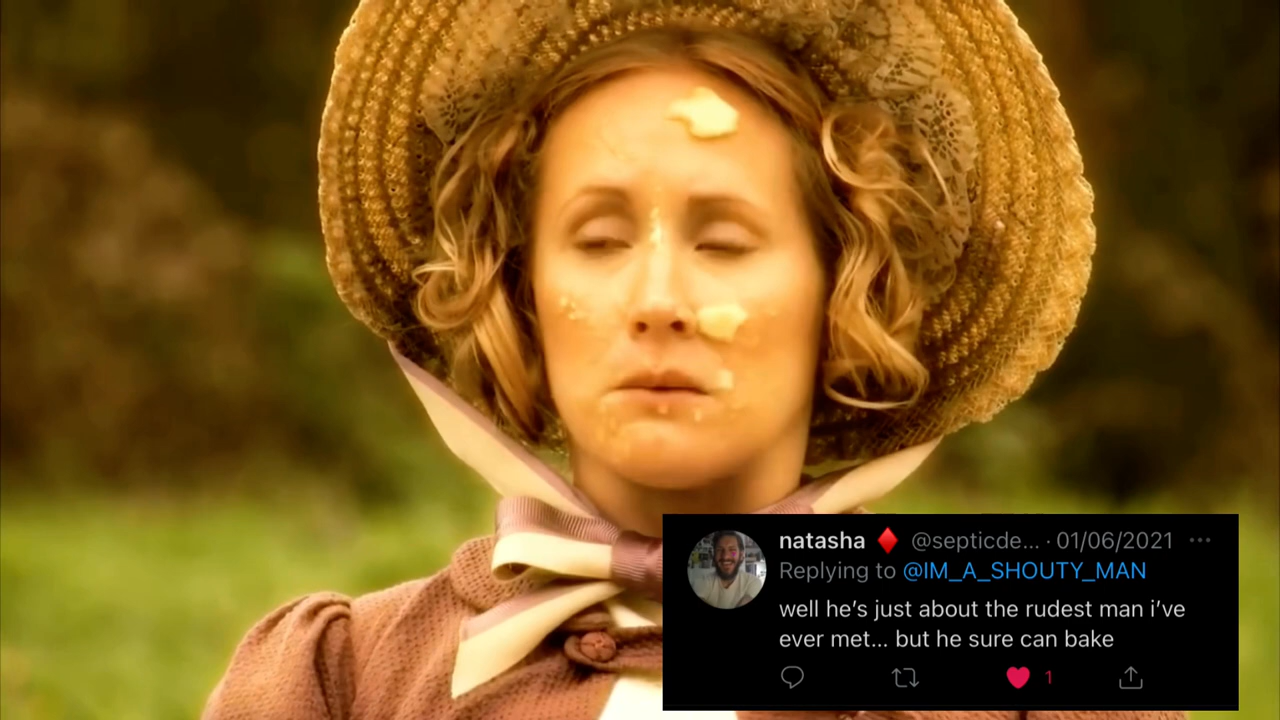 natasha ♦️ @septicde... · 01/06/2021 ···
Replying to @IM_A_SHOUTY_MAN
well he's just about the rudest man i've
ever met... but he sure can bake
1